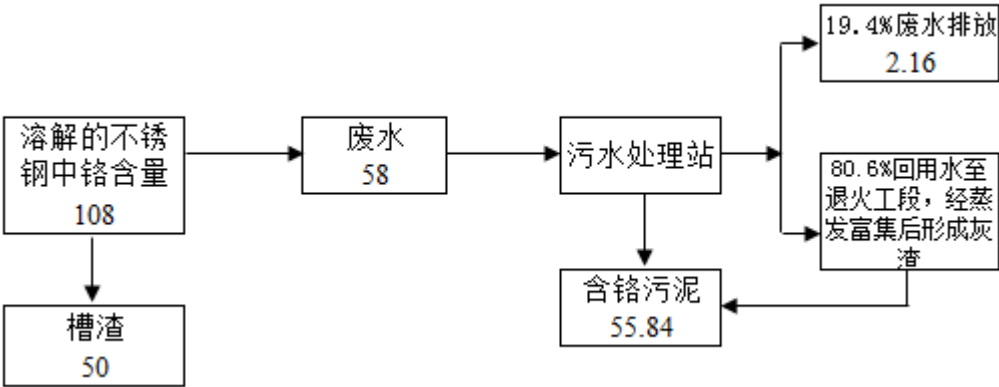 19.4%废水排放
2.16
溶解的不锈
钢中铬含量
108
废水
58
污水处理站
80.6%回用水至
退火工段，经蒸
发富集后形成灰
渣
含铬污泥
55.84
槽渣
50